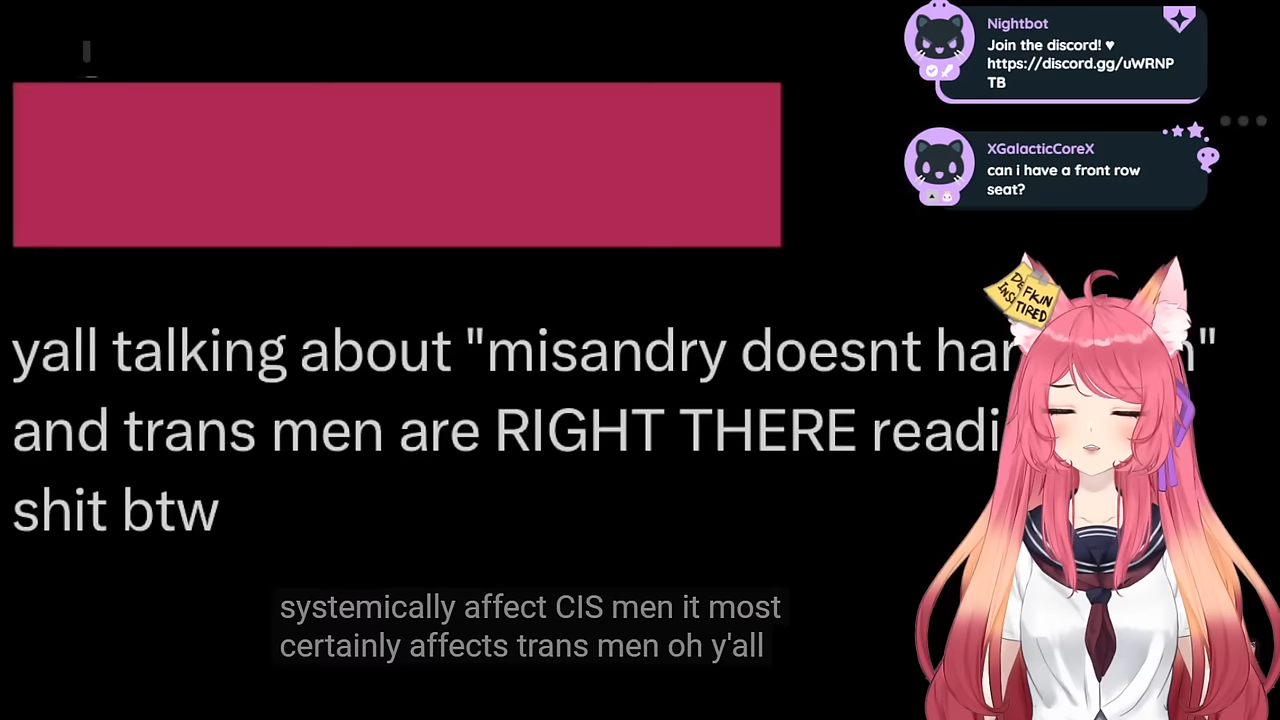 Nightbot
Join the discord! ♥
https://discord.gg/uWRNP
TB
XGalacticCoreX
can i have a front row
seat?
FKIN
TIRED
yall talking about "misandry doesnt
and trans men are RIGHT THERE
shit btw
systemically affect CIS men it most
certainly affects trans men oh y'all